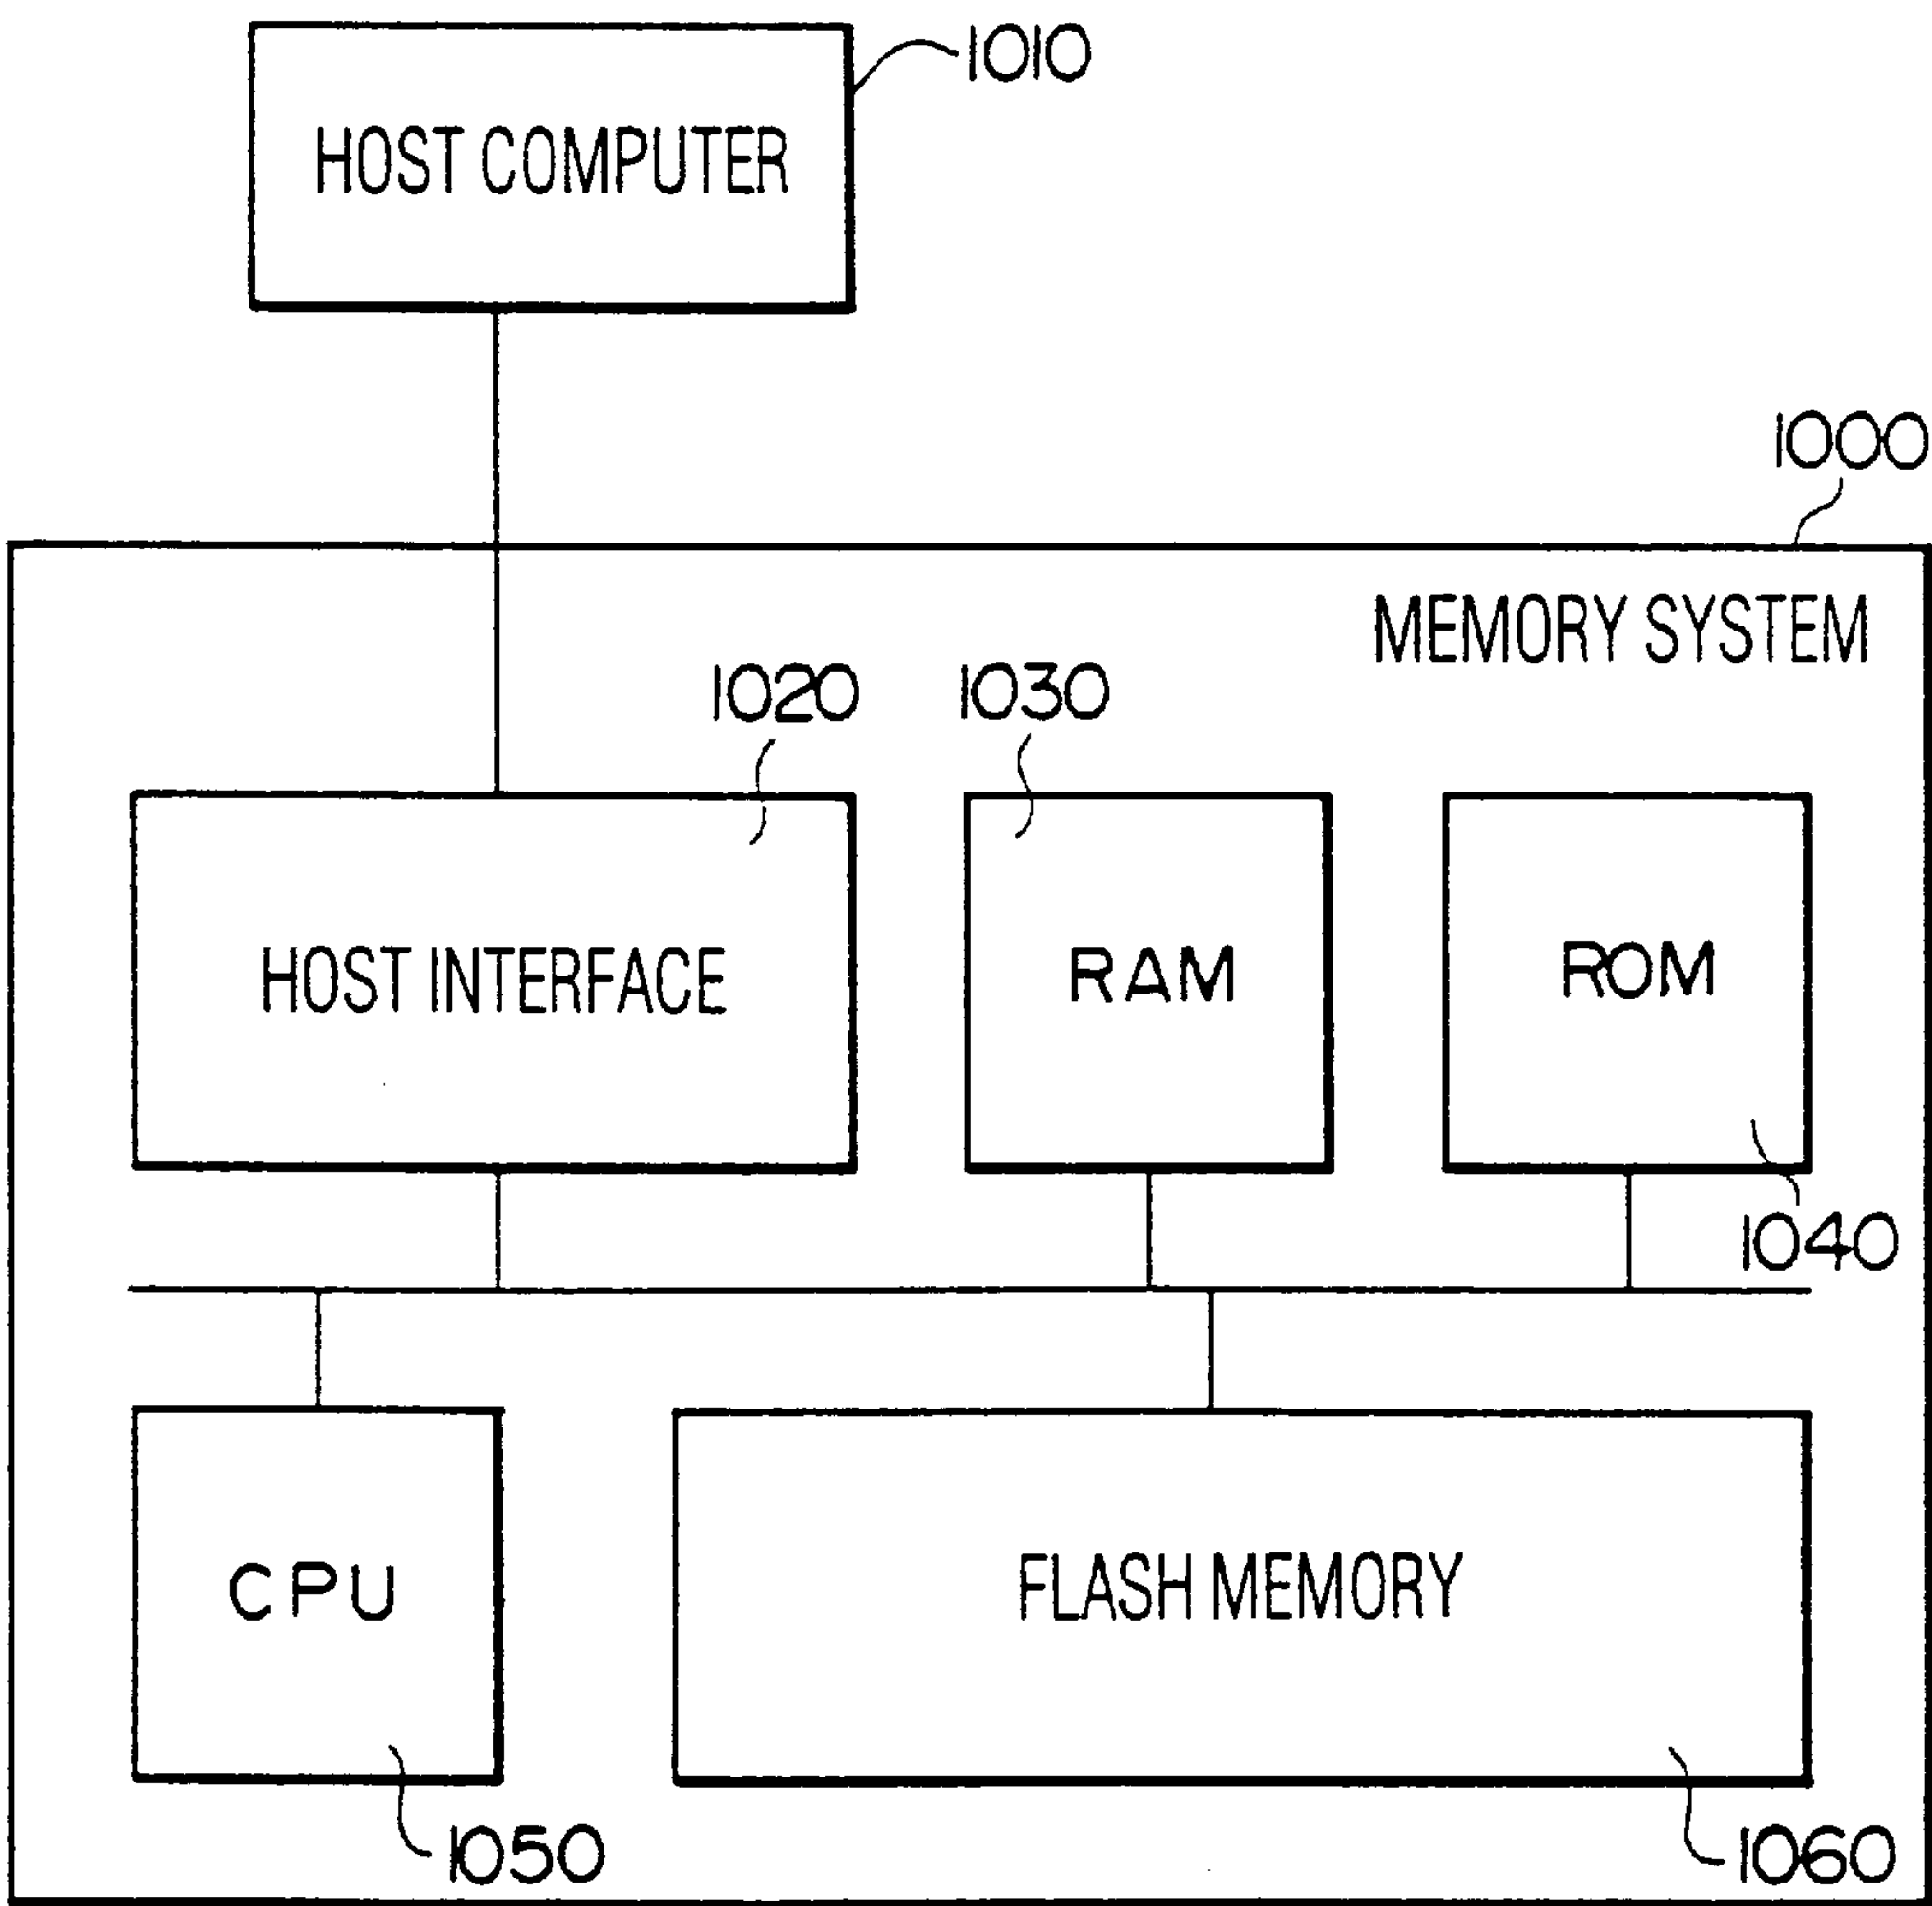 1010
HOST COMPUTER
1000
MEMORY SYSTEM
1020
1030
HOST INTERFACE
RAM
ROM
1040
CPU
FLASH MEMORY
1050
1060